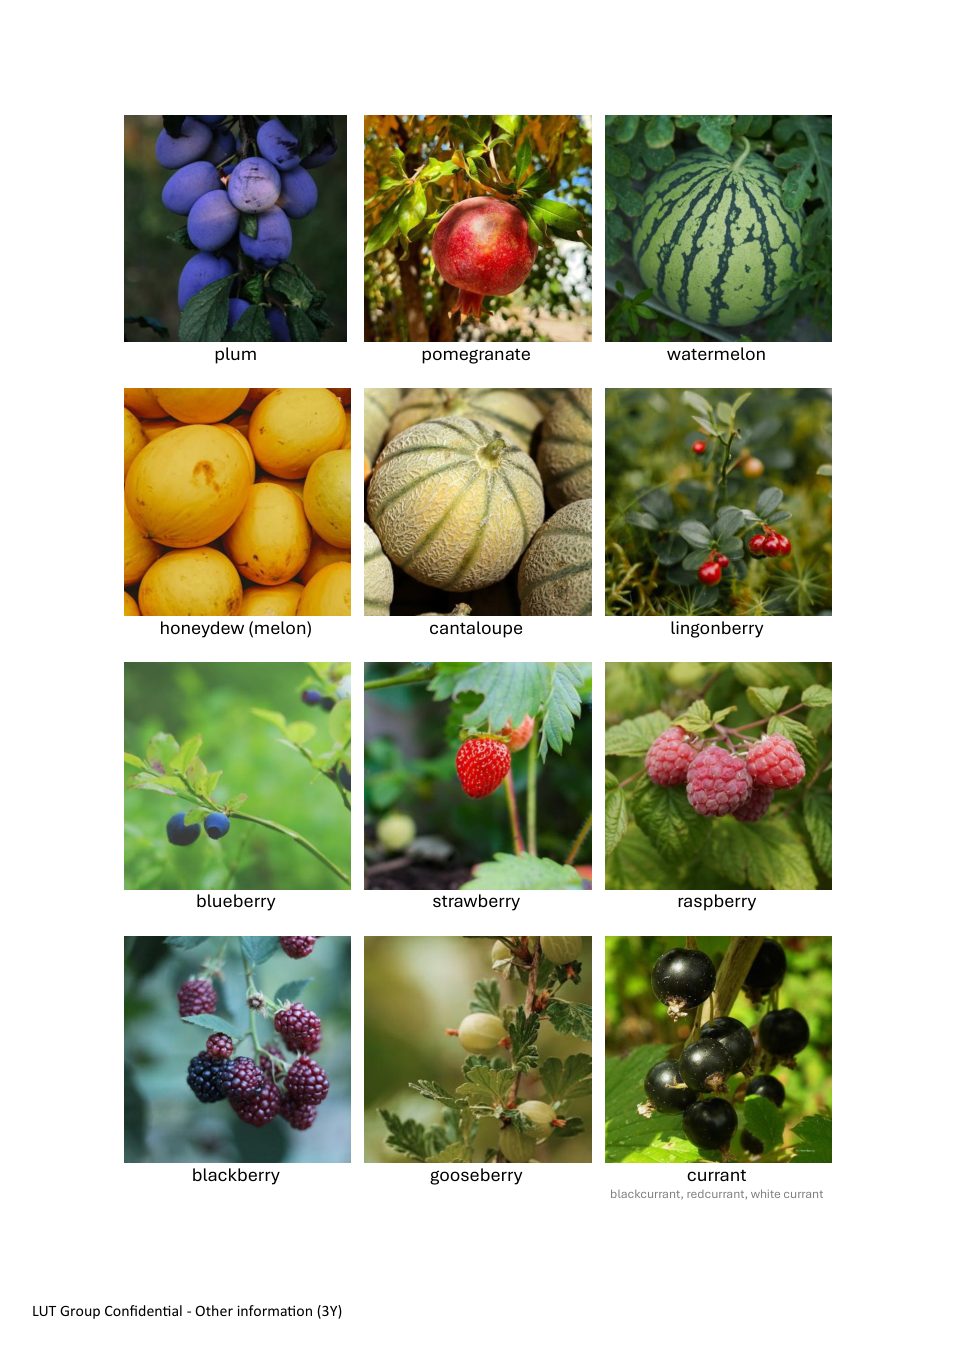 plum
pomegranate
watermelon
honeydew (melon)
cantaloupe
lingonberry
blueberry
strawberry
raspberry
blackberry
gooseberry
currant
blackcurrant, redcurrant, white currant
LUT Group Confidential - Other information (3Y)